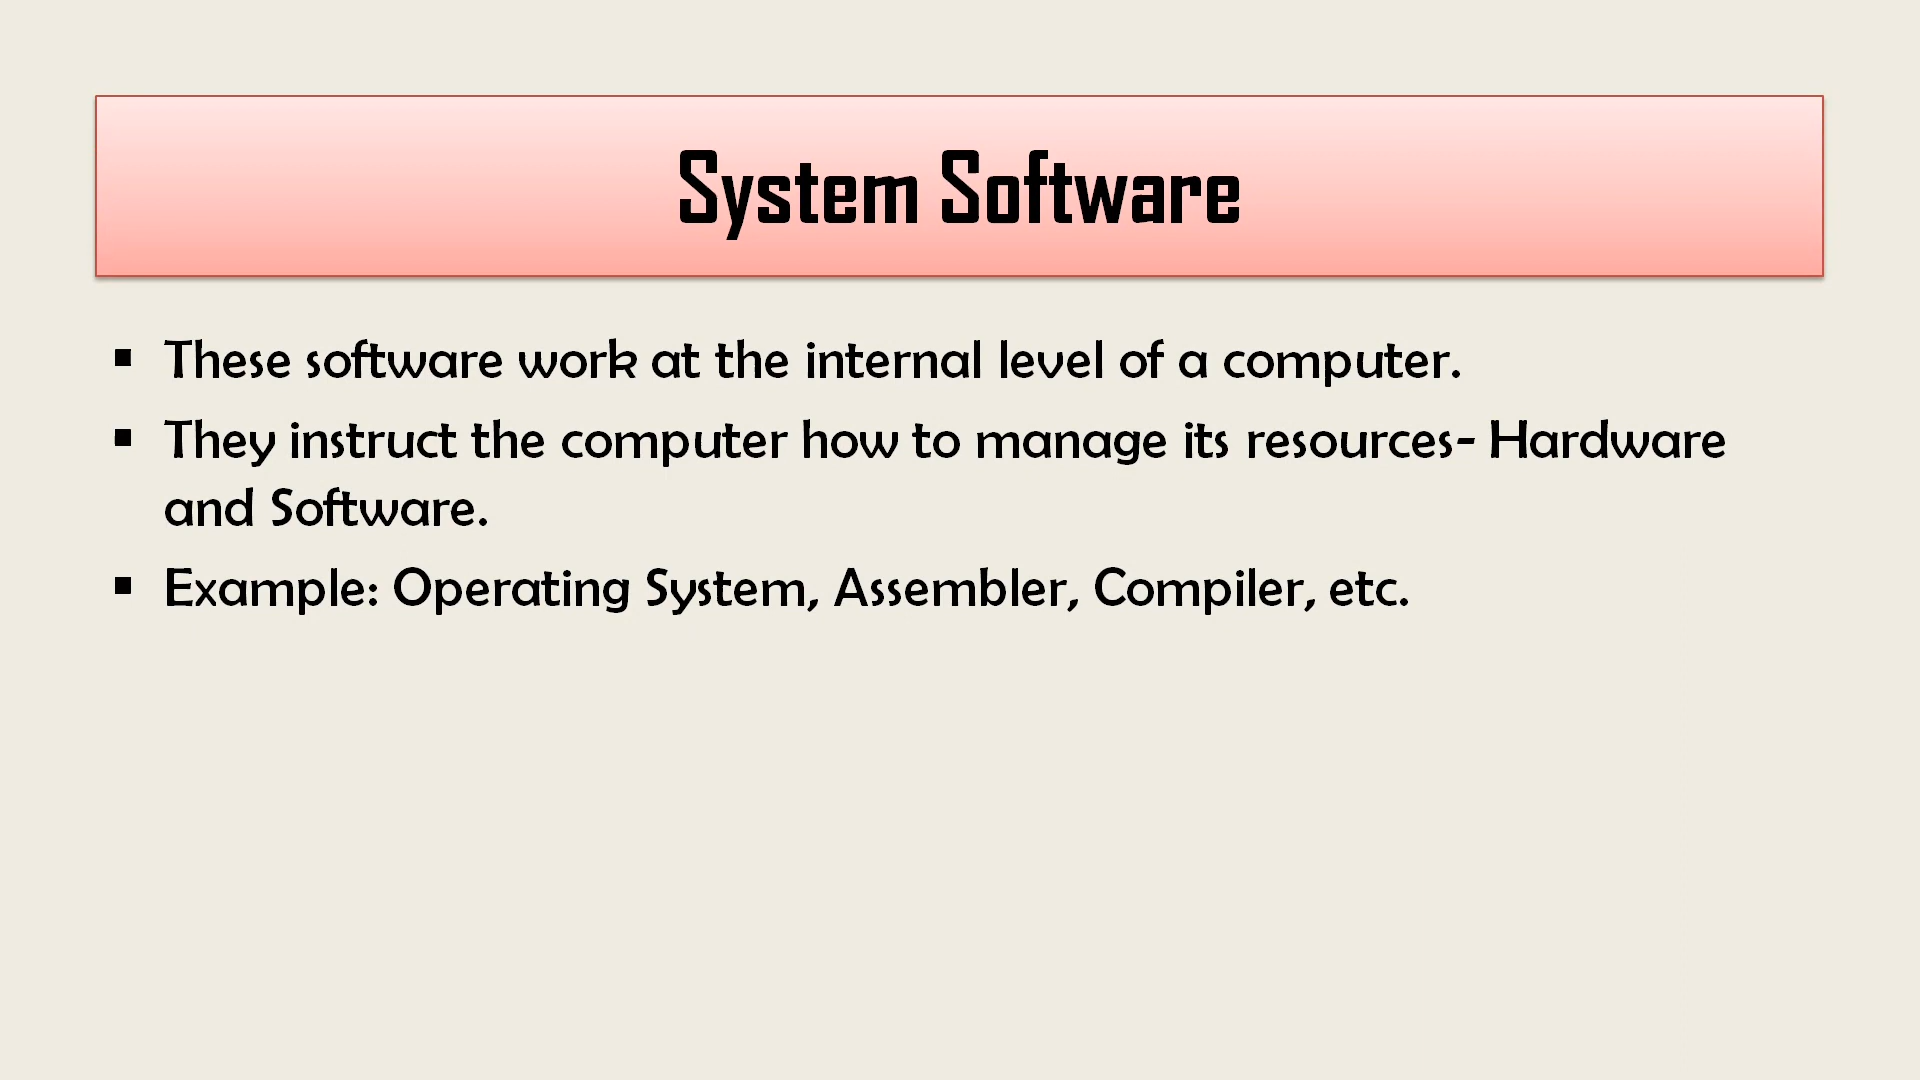 System Software
▪ These software work at the internal level of a computer.
▪ They instruct the computer how to manage its resources- Hardware
and Software.
▪ Example: Operating System, Assembler, Compiler, etc.